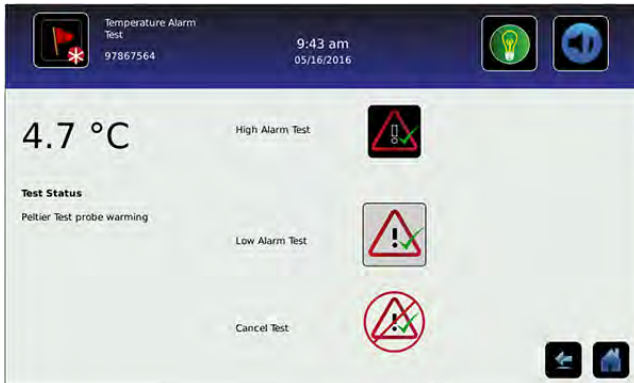 Temperature Alarm
Test
97867564
9:43 am
05/16/2016
4.7 °C
High Alarm Test
Test Status
Peltier Test probe warming
Low Alarm Test
Cancel Test